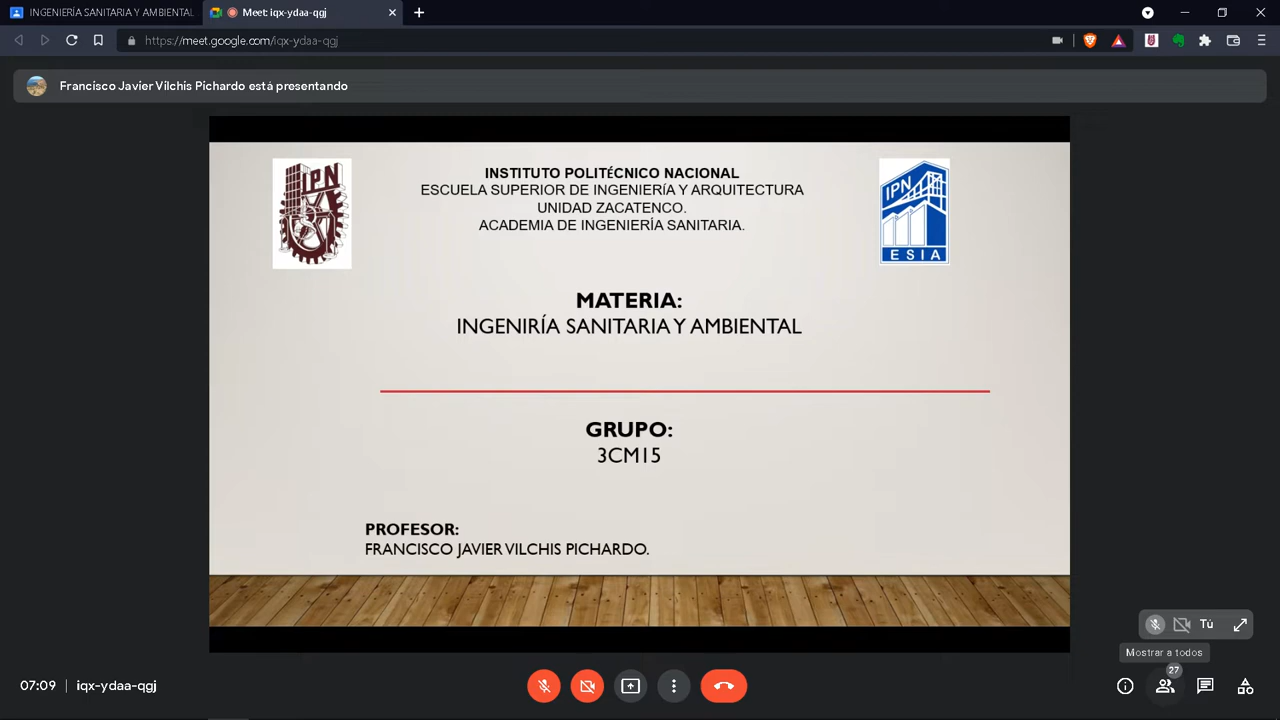 INGENIERÍA SANITARIA Y AMBIENTAL
Meet: iqx-ydaa-qgj
https://meet.google.com/iqx-ydaa-qgj
Francisco Javier Vilchis Pichardo está presentando
IPN
INSTITUTO POLITéCNICO NACIONAL
ESCUELA SUPERIOR DE INGENIERÍA Y ARQUITECTURA
UNIDAD ZACATENCO.
ACADEMIA DE INGENIERÍA SANITARIA.
IPN
ESIA
MATERIA:
INGENIRÍA SANITARIA Y AMBIENTAL
GRUPO:
3CM15
PROFESOR:
FRANCISCO JAVIER VILCHIS PICHARDO.
Tú
Mostrar a todos
27
07:09 | iqx-ydaa-qgj